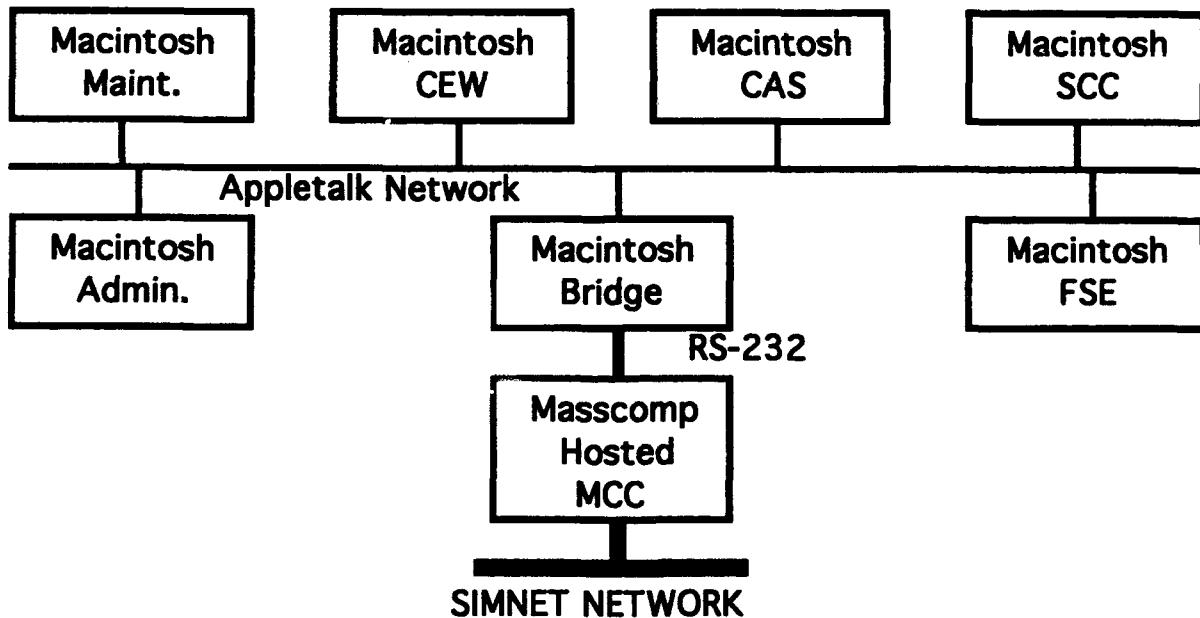 Macintosh
Maint.
Macintosh
CEW
Macintosh
CAS
Macintosh
SCC
Appletalk Network
Macintosh
Admin.
Macintosh
Bridge
Macintosh
FSE
RS-232
Masscomp
Hosted
MCC
SIMNET NETWORK